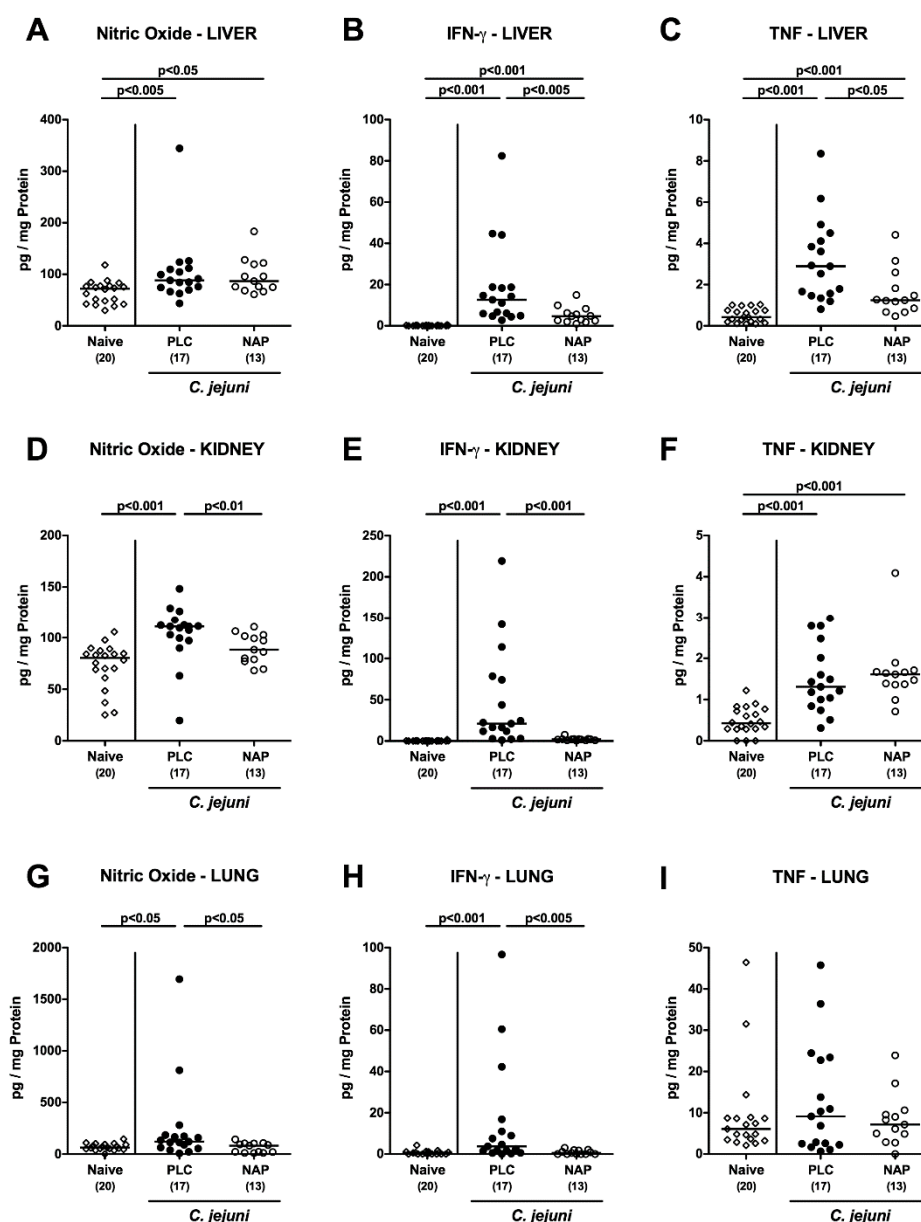 A Nitric Oxide - LIVER
p<0.05
p<0.005
pg / mg Protein
400
300
200
100
0
Naive PLC NAP
(20) (17) (13)
C. jejuni
B IFN-γ - LIVER
p<0.001
p<0.001 p<0.005
pg / mg Protein
100
80
60
40
20
0
Naive PLC NAP
(20) (17) (13)
C. jejuni
C TNF - LIVER
p<0.001
p<0.001 p<0.05
pg / mg Protein
10
8
6
4
2
0
Naive PLC NAP
(20) (17) (13)
C. jejuni
D Nitric Oxide - KIDNEY
p<0.001 p<0.01
pg / mg Protein
200
150
100
50
0
Naive PLC NAP
(20) (17) (13)
C. jejuni
E IFN-γ - KIDNEY
p<0.001 p<0.001
pg / mg Protein
250
200
150
100
50
0
Naive PLC NAP
(20) (17) (13)
C. jejuni
F TNF - KIDNEY
p<0.001
p<0.001
pg / mg Protein
5
4
3
2
1
0
Naive PLC NAP
(20) (17) (13)
C. jejuni
G Nitric Oxide - LUNG
p<0.05 p<0.05
pg / mg Protein
2000
1500
1000
500
0
Naive PLC NAP
(20) (17) (13)
C. jejuni
H IFN-γ - LUNG
p<0.001 p<0.005
pg / mg Protein
100
80
60
40
20
0
Naive PLC NAP
(20) (17) (13)
C. jejuni
I TNF - LUNG
pg / mg Protein
50
40
30
20
10
0
Naive PLC NAP
(20) (17) (13)
C. jejuni